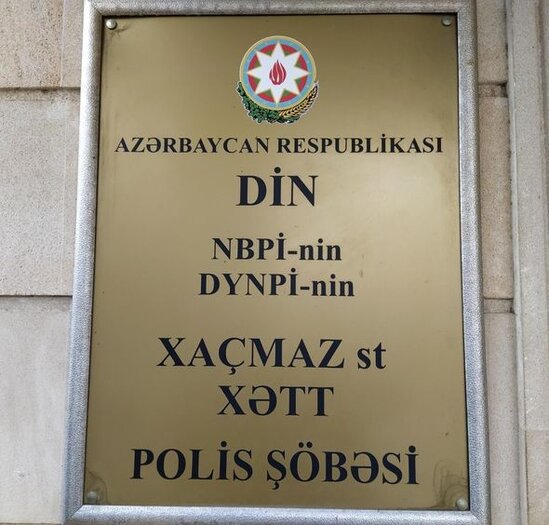 AZƏRBAYCAN RESPUBLİKASI
DİN
NBPİ-nin
DYNPİ-nin
XAÇMAZ st
XƏTT
POLİS ŞÖBƏSİ